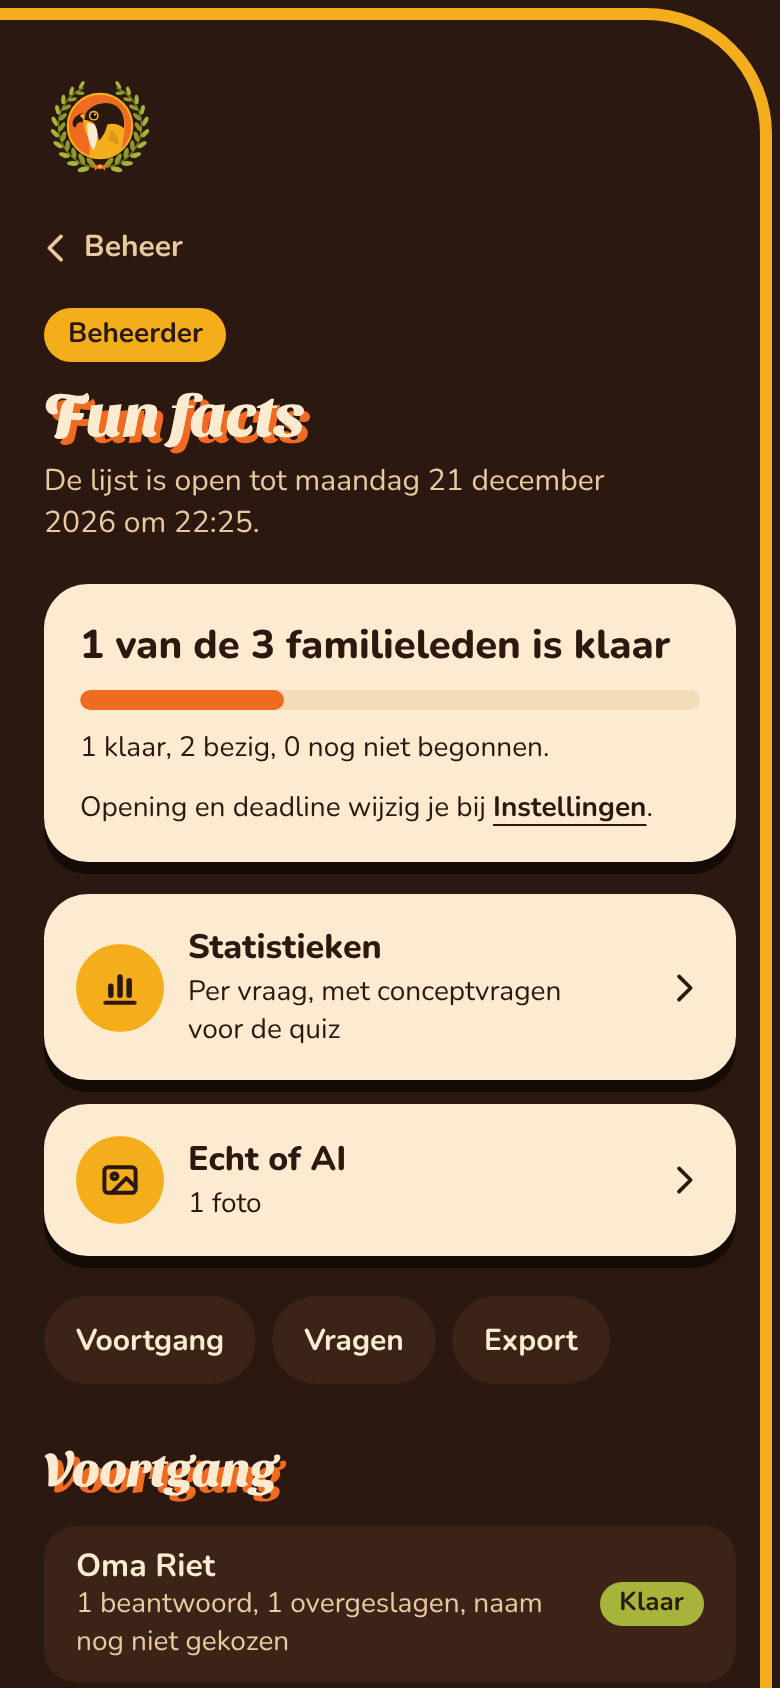 Beheer
Beheerder
Fun facts
De lijst is open tot maandag 21 december
2026 om 22:25.
1 van de 3 familieleden is klaar
1 klaar, 2 bezig, 0 nog niet begonnen.
Opening en deadline wijzig je bij Instellingen.
Statistieken
Per vraag, met conceptvragen
voor de quiz
Echt of AI
1 foto
Voortgang Vragen Export
Voortgang
Oma Riet
1 beantwoord, 1 overgeslagen, naam
nog niet gekozen
Klaar